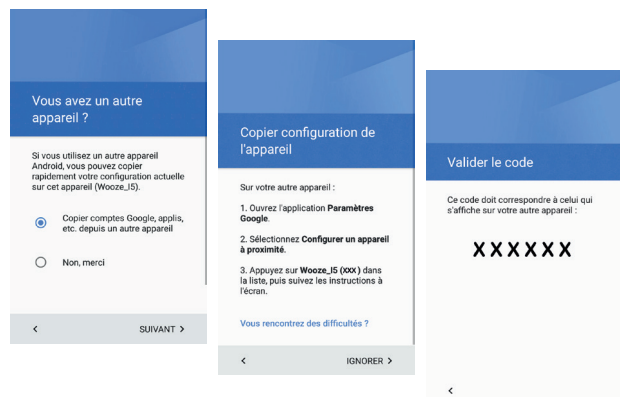 Vous avez un autre
appareil ?
Si vous utilisez un autre appareil
Android, vous pouvez copier
rapidement votre configuration actuelle
sur cet appareil (Wooze_I5).
Copier comptes Google, applis,
etc. depuis un autre appareil
Non, merci
< SUIVANT >
Copier configuration de
l'appareil
Sur votre autre appareil :
1. Ouvrez l'application Paramètres
Google.
2. Sélectionnez Configurer un appareil
à proximité.
3. Appuyez sur Wooze_I5 (XXX ) dans
la liste, puis suivez les instructions à
l'écran.
Vous rencontrez des difficultés ?
< IGNORER >
Valider le code
Ce code doit correspondre à celui qui
s'affiche sur votre autre appareil :
XXXXXX
<